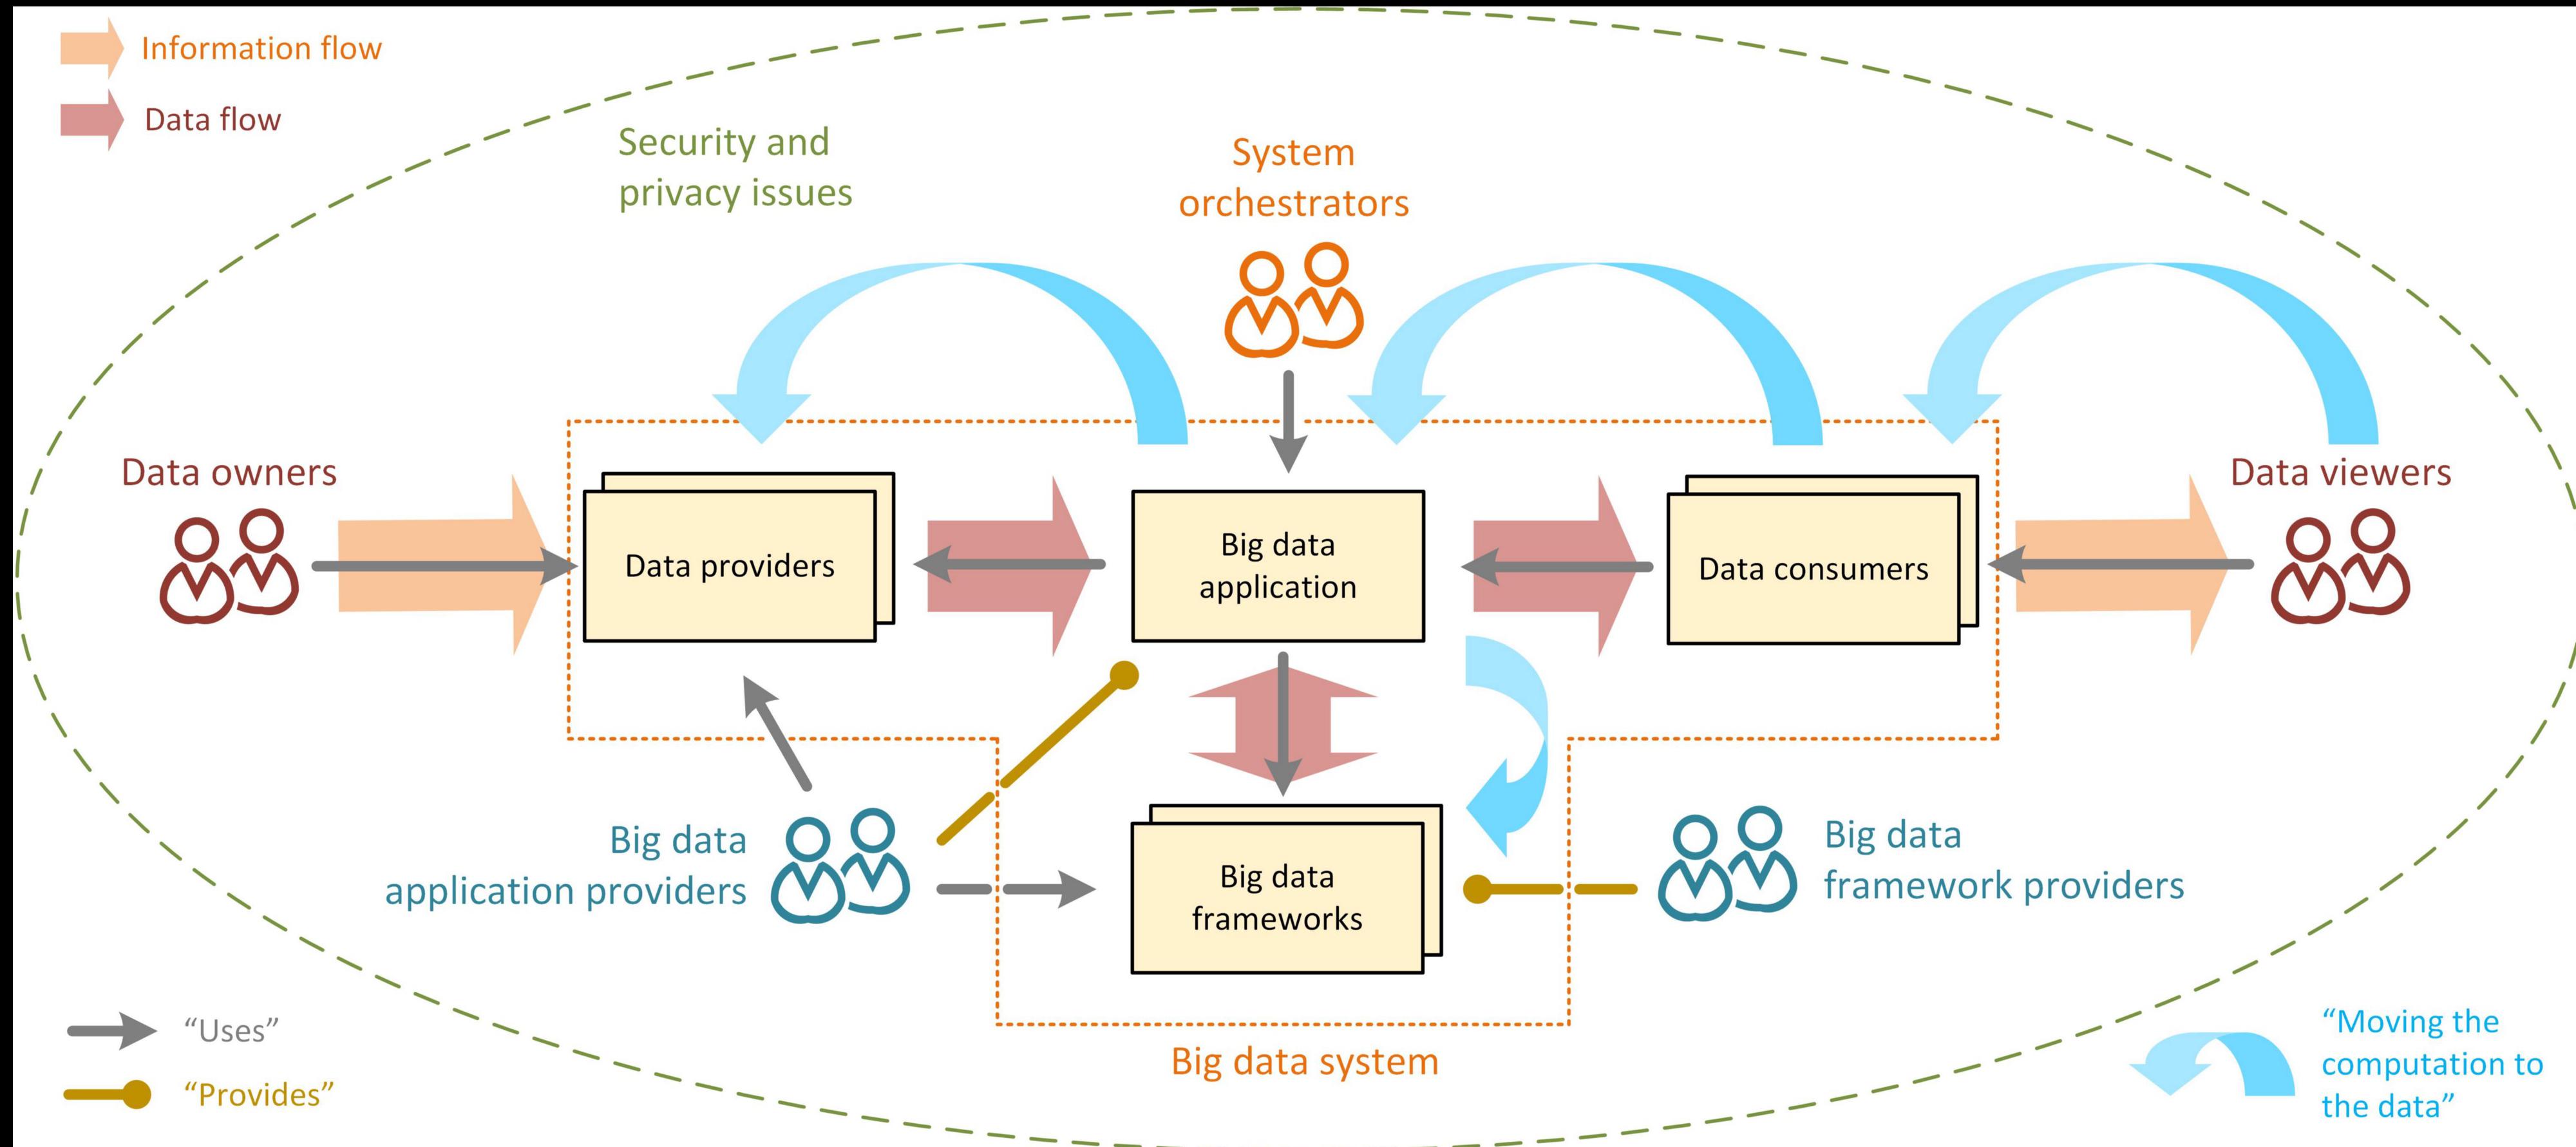 Information flow
Data flow
Security and
privacy issues
System
orchestrators
Data owners
Data providers
Big data
application
Data consumers
Data viewers
Big data
application providers
Big data
frameworks
Big data
framework providers
“Uses”
“Provides”
Big data system
“Moving the
computation to
the data”